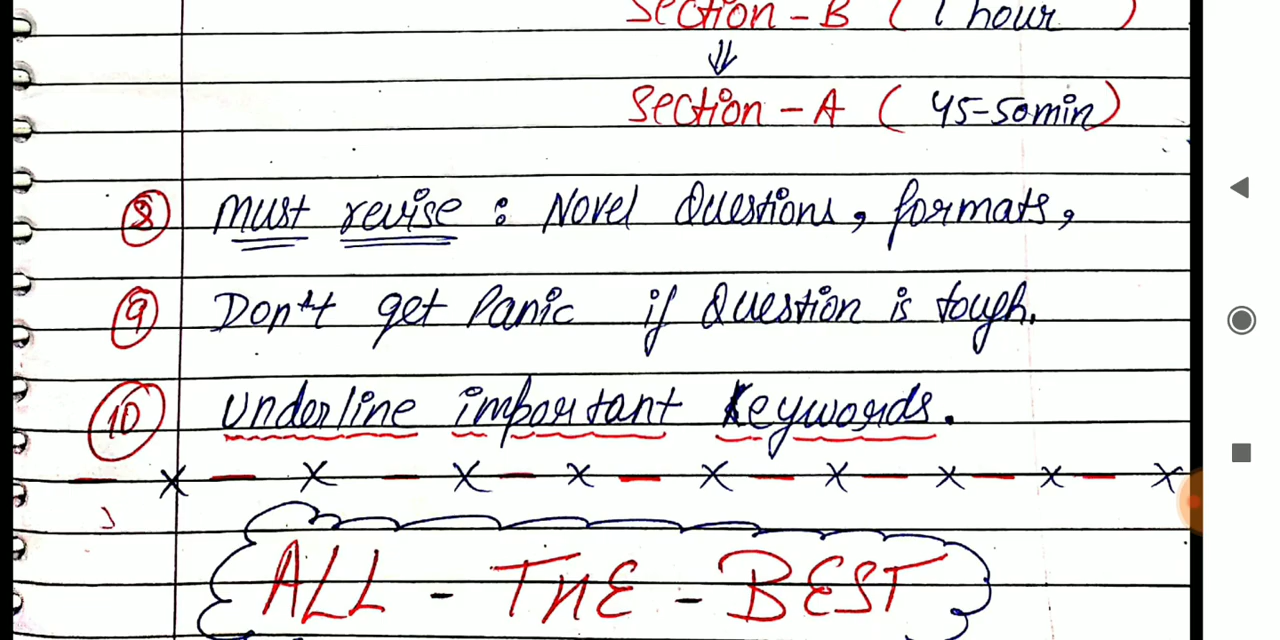 Section - B ( 1 hour )
⇓
Section - A ( 45-50min )
8 Must revise : Novel Questions, formats,
9 Don't get Panic if Question is tough.
10 Underline important Keywords.
x - x - x - x - x - x - x - x - x
ALL - THE - BEST